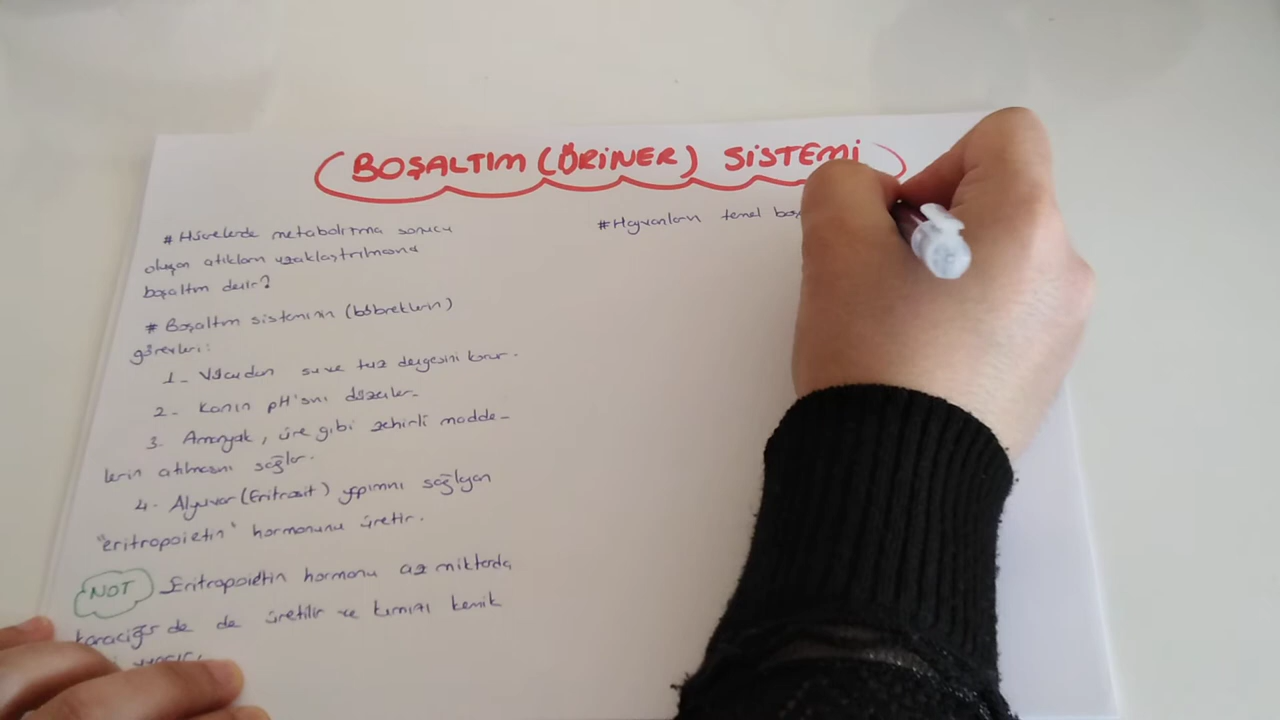 BOŞALTIM (ÜRİNER) SİSTEMİ
# Hücrelerde metabolizma sonucu
oluşan atıkların uzaklaştırılmasına
boşaltım denir?
# Boşaltım sisteminin (böbreklerin)
görevleri:
1- Vücudun su ve tuz dengesini korur.
2- Kanın pH'sını düzenler.
3- Amonyak, üre gibi zehirli madde-
lerin atılmasını sağlar.
4- Alyuvar (Eritrosit) yapımını sağlayan
"eritropoietin" hormonunu üretir.
NOT Eritropoietin hormonu az miktarda
karaciğer de de üretilir ve kırmızı kemik
# Hayvanların temel